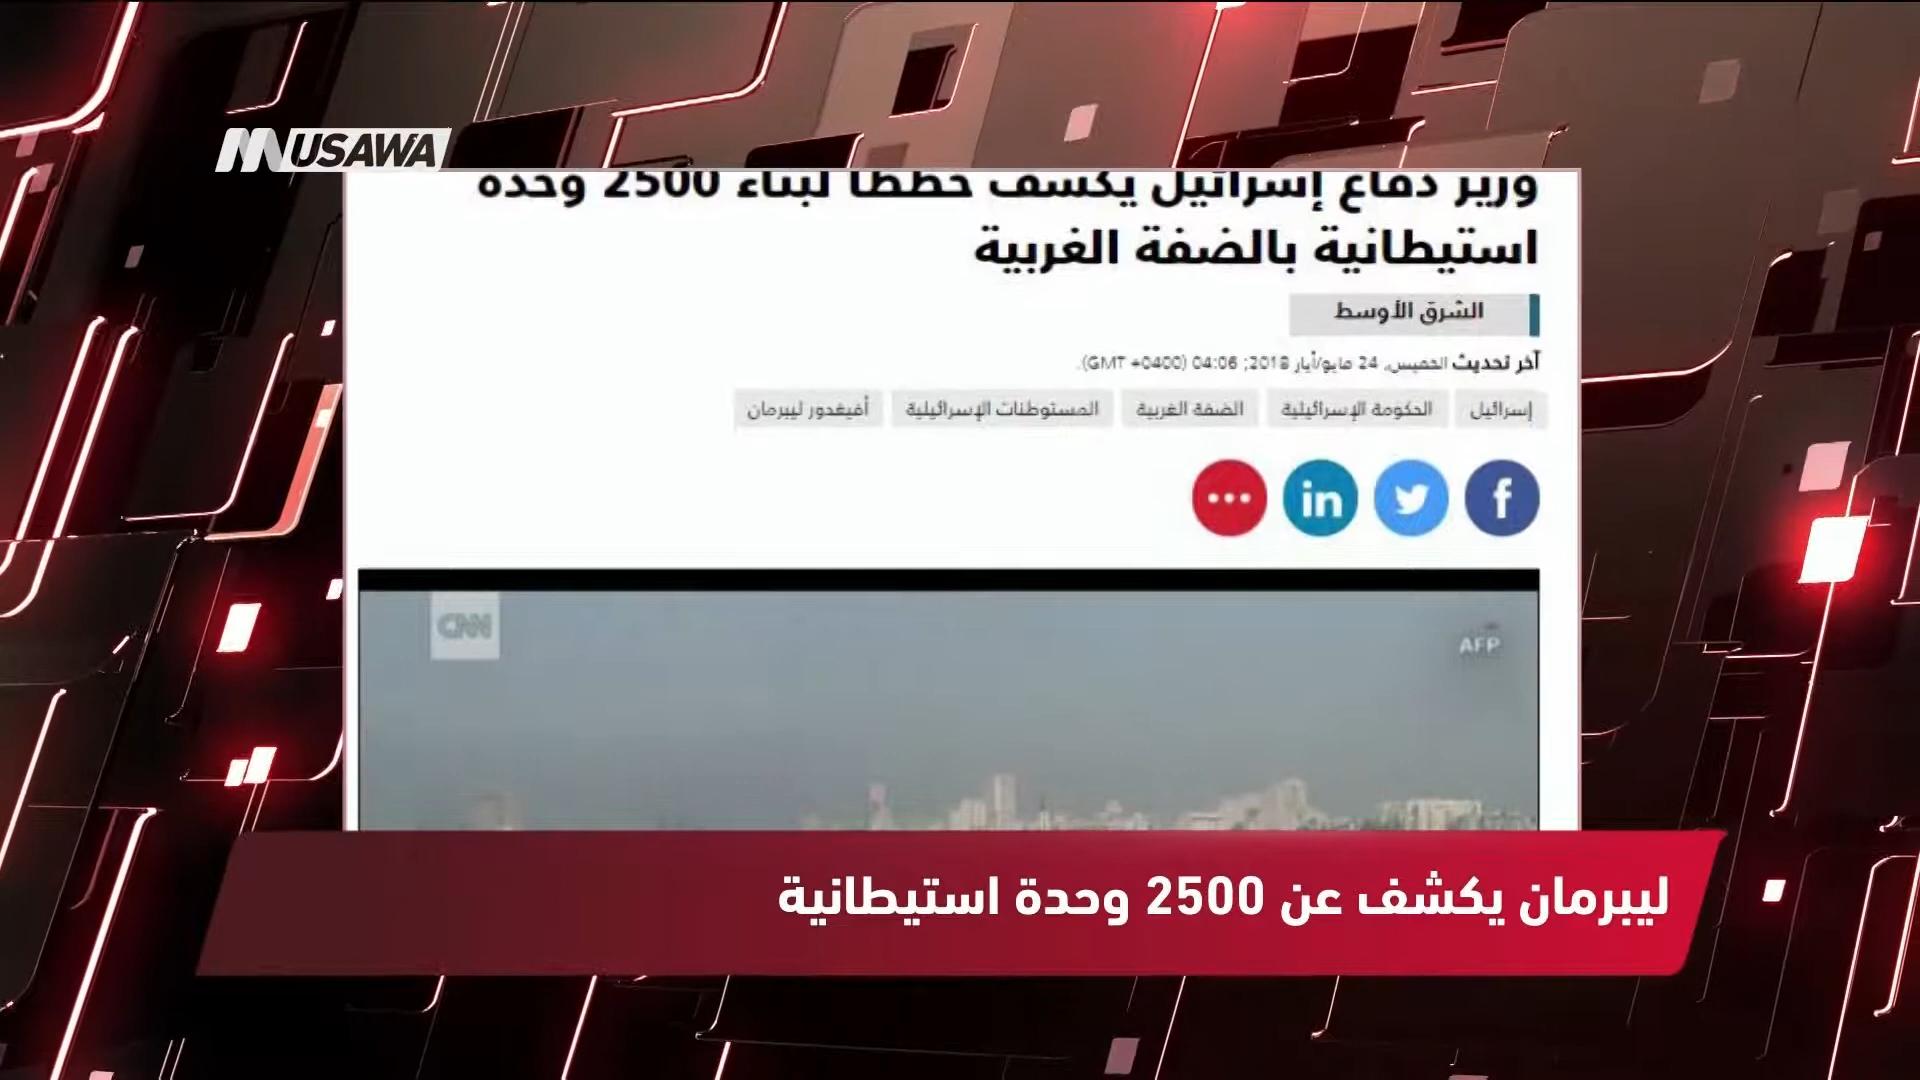 MUSAWA
وزير دفاع إسرائيل يكشف خططا لبناء 2500 وحدة
استيطانية بالضفة الغربية
الشرق الأوسط
آخر تحديث الخميس, 24 مايو/أيار 2018; 04:06 (GMT +0400).
إسرائيل الحكومة الإسرائيلية الضفة الغربية المستوطنات الإسرائيلية أفيغدور ليبرمان
in f
CNN
AFP
ليبرمان يكشف عن 2500 وحدة استيطانية